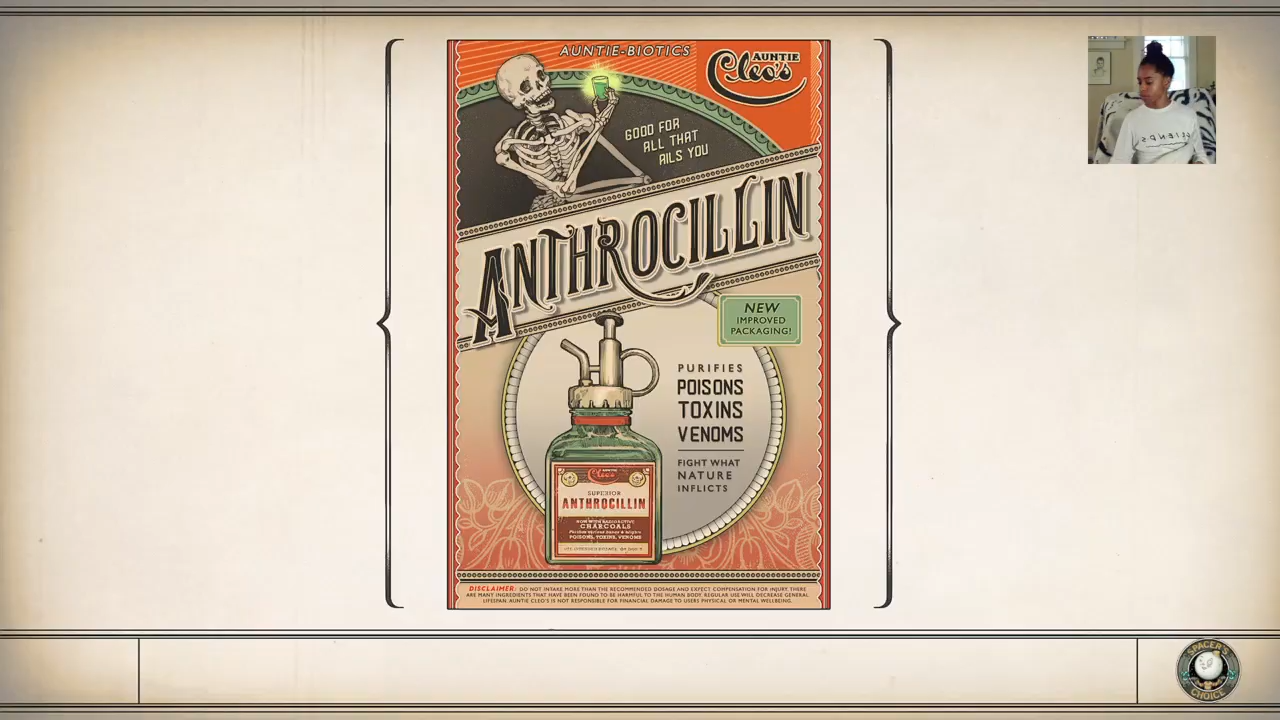 AUNTIE-BIOTICS
AUNTIE
Cleo's
GOOD FOR
ALL THAT
AILS YOU
ANTHROCILLIN
NEW
IMPROVED
PACKAGING!
PURIFIES
POISONS
TOXINS
VENOMS
FIGHT WHAT
NATURE
INFLICTS
AUNTIE
Cleo's
SUPERIOR
ANTHROCILLIN
NOW WITH RADIOACTIVE
CHARCOALS
POISONS, TOXINS, VENOMS
DISCLAIMER: DO NOT INTAKE MORE THAN THE RECOMMENDED DOSAGE AND EXPECT COMPENSATION FOR INJURY. THERE
ARE MANY INGREDIENTS THAT HAVE BEEN FOUND TO BE HARMFUL TO THE HUMAN BODY. REGULAR USE WILL DECREASE GENERAL
LIFESPAN. AUNTIE CLEO'S IS NOT RESPONSIBLE FOR FINANCIAL DAMAGE TO USERS PHYSICAL OR MENTAL WELLBEING.
SPACER'S
CHOICE